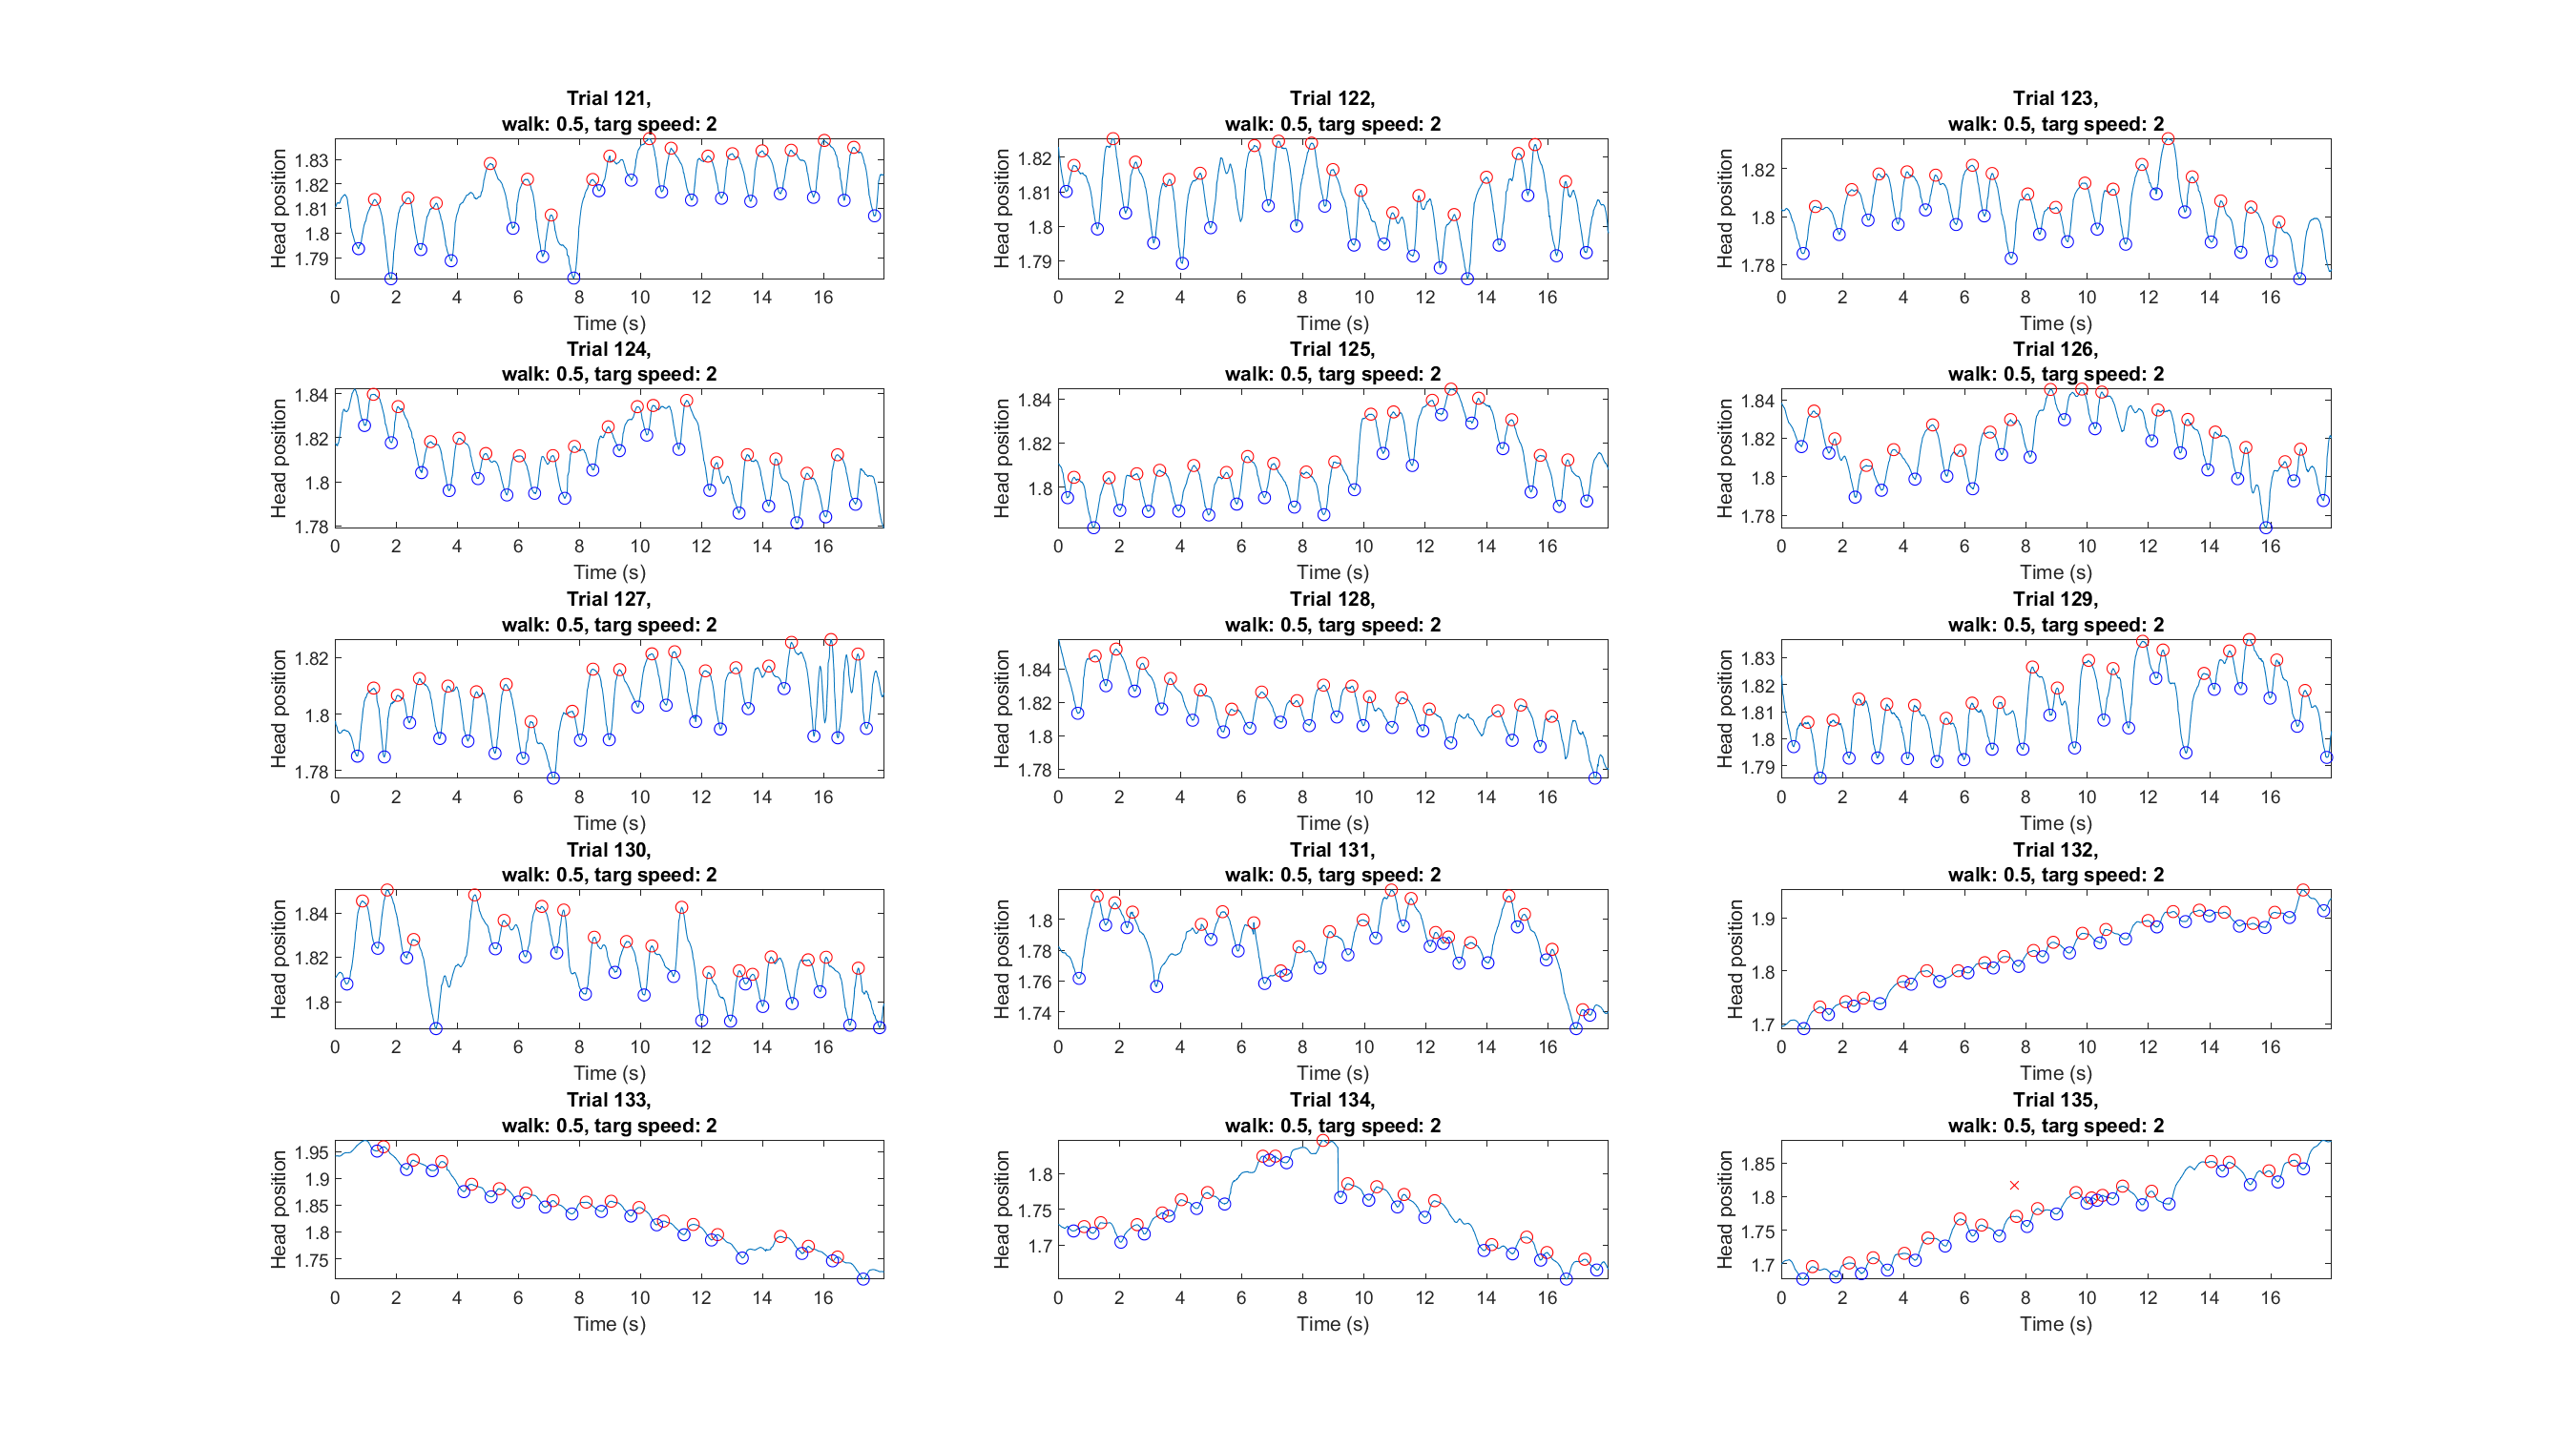 Trial 121,
walk: 0.5, targ speed: 2
Head position
1.83
1.82
1.81
1.8
1.79
0 2 4 6 8 10 12 14 16
Time (s)
Trial 122,
walk: 0.5, targ speed: 2
Head position
1.82
1.81
1.8
1.79
0 2 4 6 8 10 12 14 16
Time (s)
Trial 123,
walk: 0.5, targ speed: 2
Head position
1.82
1.8
1.78
0 2 4 6 8 10 12 14 16
Time (s)
Trial 124,
walk: 0.5, targ speed: 2
Head position
1.84
1.82
1.8
1.78
0 2 4 6 8 10 12 14 16
Time (s)
Trial 125,
walk: 0.5, targ speed: 2
Head position
1.84
1.82
1.8
0 2 4 6 8 10 12 14 16
Time (s)
Trial 126,
walk: 0.5, targ speed: 2
Head position
1.84
1.82
1.8
1.78
0 2 4 6 8 10 12 14 16
Time (s)
Trial 127,
walk: 0.5, targ speed: 2
Head position
1.82
1.8
1.78
0 2 4 6 8 10 12 14 16
Time (s)
Trial 128,
walk: 0.5, targ speed: 2
Head position
1.84
1.82
1.8
1.78
0 2 4 6 8 10 12 14 16
Time (s)
Trial 129,
walk: 0.5, targ speed: 2
Head position
1.83
1.82
1.81
1.8
1.79
0 2 4 6 8 10 12 14 16
Time (s)
Trial 130,
walk: 0.5, targ speed: 2
Head position
1.84
1.82
1.8
0 2 4 6 8 10 12 14 16
Time (s)
Trial 131,
walk: 0.5, targ speed: 2
Head position
1.8
1.78
1.76
1.74
0 2 4 6 8 10 12 14 16
Time (s)
Trial 132,
walk: 0.5, targ speed: 2
Head position
1.9
1.8
1.7
0 2 4 6 8 10 12 14 16
Time (s)
Trial 133,
walk: 0.5, targ speed: 2
Head position
1.95
1.9
1.85
1.8
1.75
0 2 4 6 8 10 12 14 16
Time (s)
Trial 134,
walk: 0.5, targ speed: 2
Head position
1.8
1.75
1.7
0 2 4 6 8 10 12 14 16
Time (s)
Trial 135,
walk: 0.5, targ speed: 2
Head position
1.85
1.8
1.75
1.7
0 2 4 6 8 10 12 14 16
Time (s)